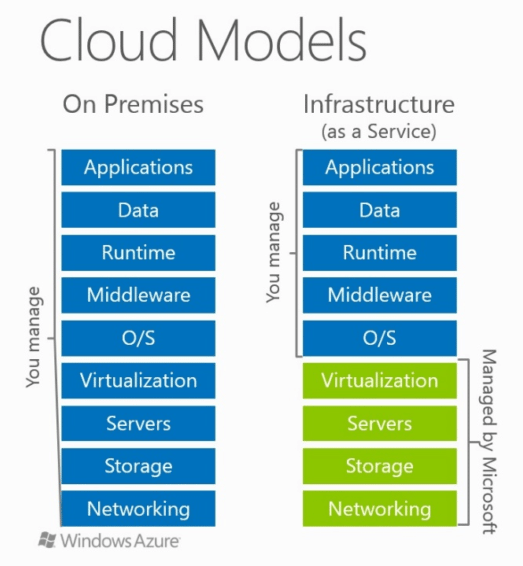 Cloud Models
On Premises
Applications
Data
Runtime
Middleware
O/S
Virtualization
Servers
Storage
Networking
You manage
Infrastructure
(as a Service)
Applications
Data
Runtime
Middleware
O/S
Virtualization
Servers
Storage
Networking
You manage
Managed by Microsoft
Windows Azure